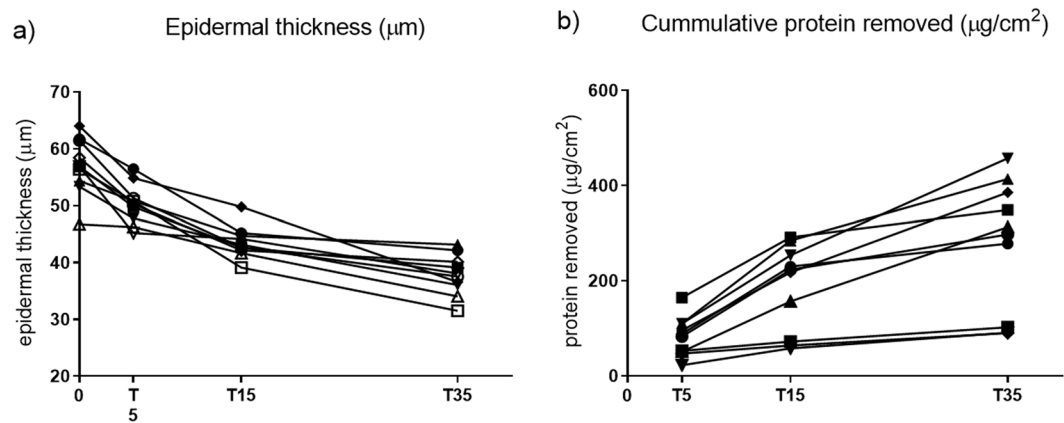 a) Epidermal thickness (μm)
epidermal thickness (μm)
70
60
50
40
30
20
0
T
5
T15
T35
b) Cummulative protein removed (μg/cm²)
protein removed (μg/cm²)
600
400
200
0
0
T5
T15
T35